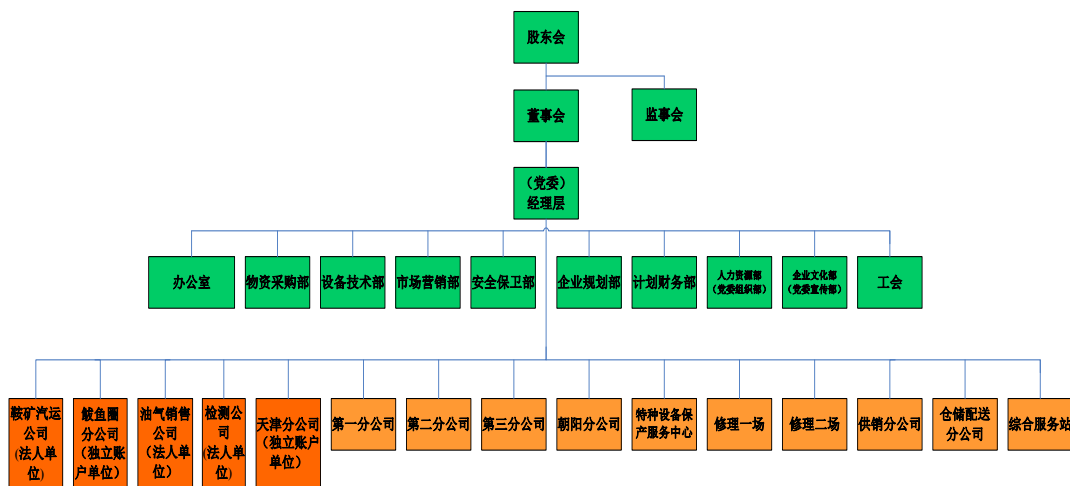 股东会
董事会
监事会
（党委）
经理层
办公室
物资采购部
设备技术部
市场营销部
安全保卫部
企业规划部
计划财务部
人力资源部
（党委组织部）
企业文化部
（党委宣传部）
工会
鞍矿汽运
公司
(法人单
位)
鲅鱼圈
分公司
（独立账
户单位）
油气销售
公司
（法人单
位）
检测公
司
(法人单
位)
天津分公司
（独立账户
单位）
第一分公司
第二分公司
第三分公司
朝阳分公司
特种设备保
产服务中心
修理一场
修理二场
供销分公司
仓储配送
分公司
综合服务站